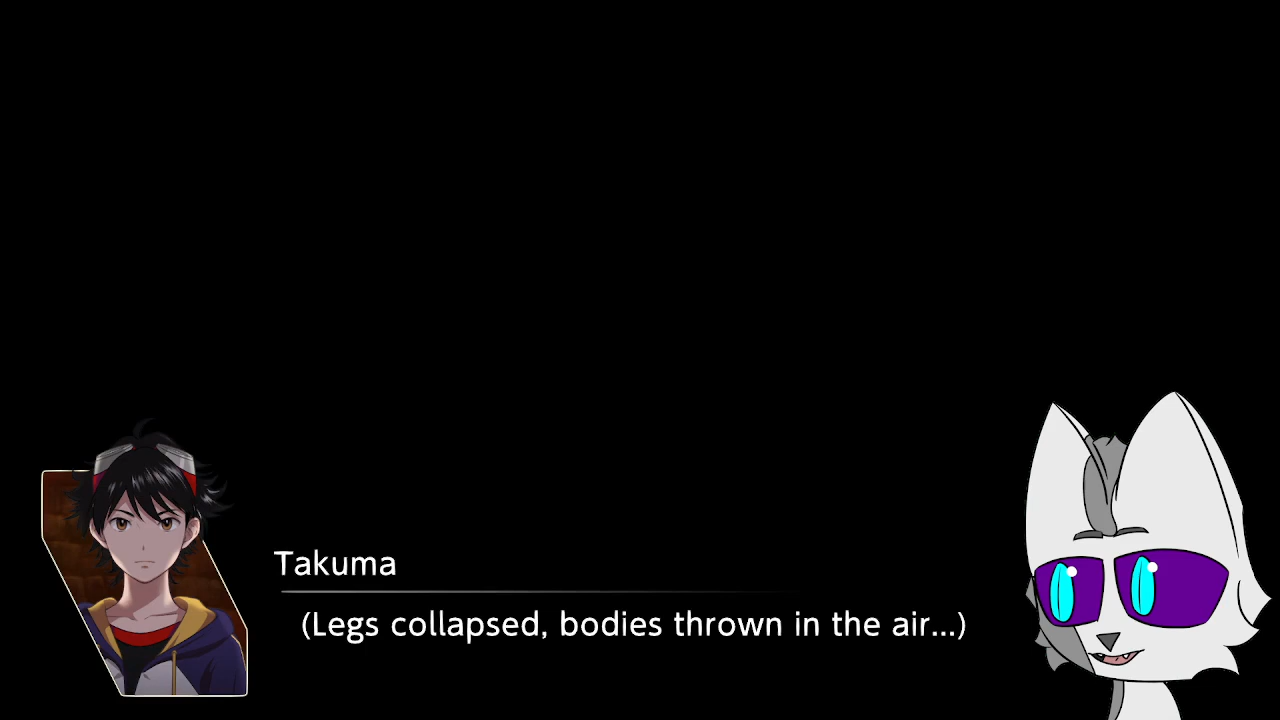 Takuma
(Legs collapsed, bodies thrown in the air...)